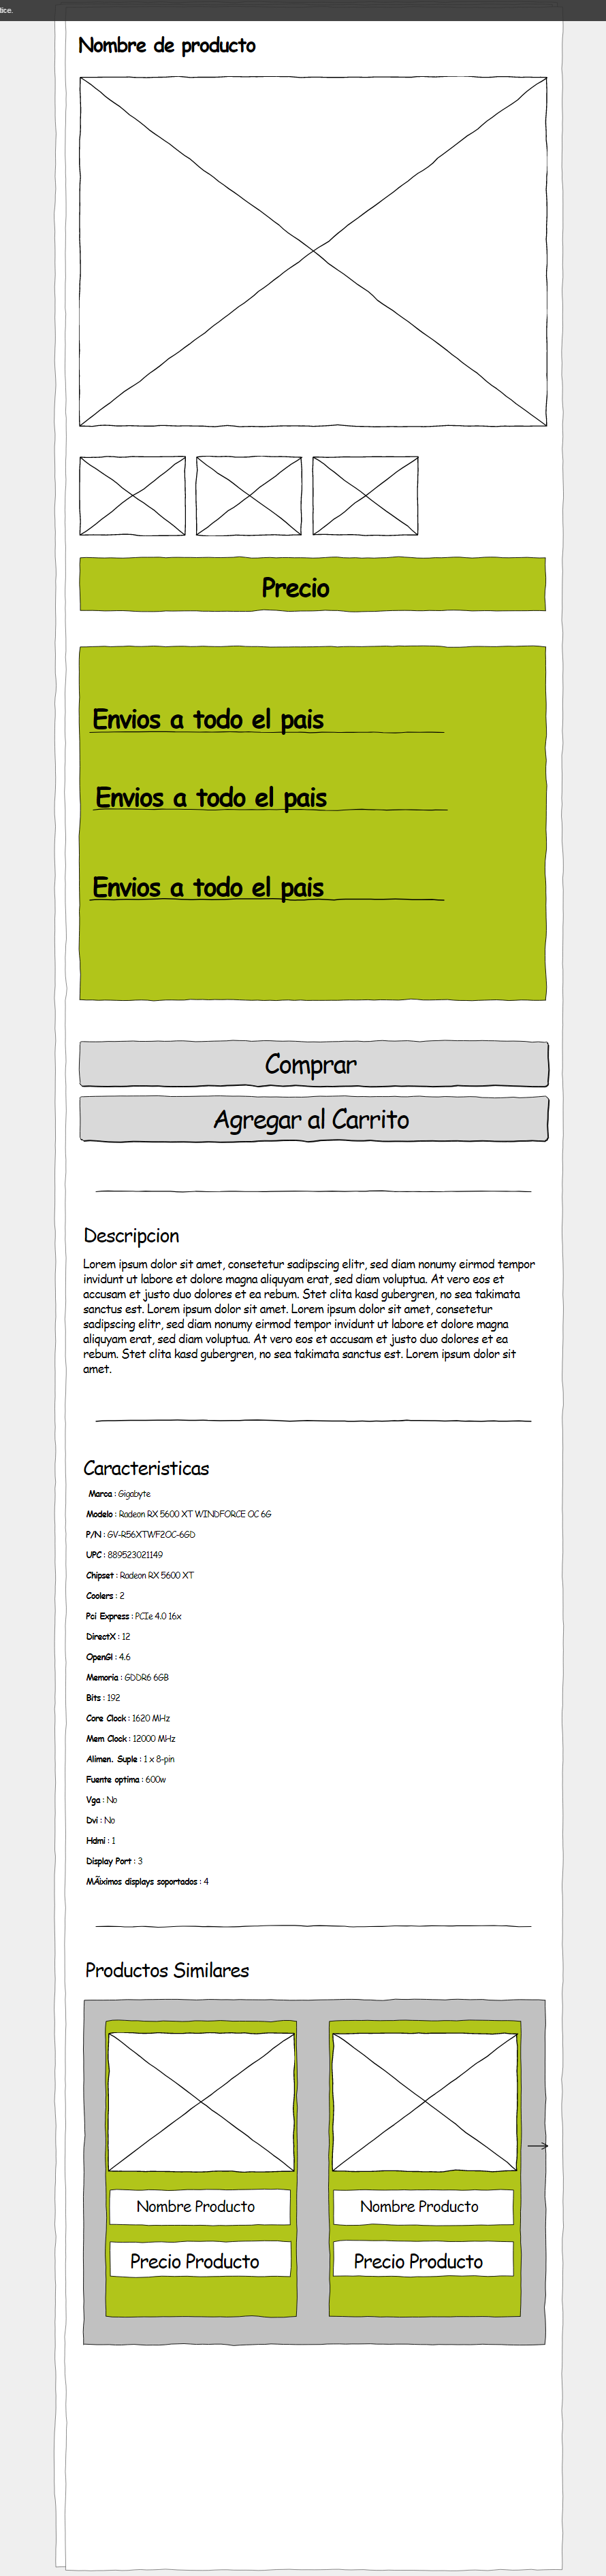 tice.
Nombre de producto
Precio
Envios a todo el pais
Envios a todo el pais
Envios a todo el pais
Comprar
Agregar al Carrito
Descripcion
Lorem ipsum dolor sit amet, consetetur sadipscing elitr, sed diam nonumy eirmod tempor
invidunt ut labore et dolore magna aliquyam erat, sed diam voluptua. At vero eos et
accusam et justo duo dolores et ea rebum. Stet clita kasd gubergren, no sea takimata
sanctus est. Lorem ipsum dolor sit amet. Lorem ipsum dolor sit amet, consetetur
sadipscing elitr, sed diam nonumy eirmod tempor invidunt ut labore et dolore magna
aliquyam erat, sed diam voluptua. At vero eos et accusam et justo duo dolores et ea
rebum. Stet clita kasd gubergren, no sea takimata sanctus est. Lorem ipsum dolor sit
amet.
Caracteristicas
Marca : Gigabyte
Modelo : Radeon RX 5600 XT WINDFORCE OC 6G
P/N : GV-R56XTWF2OC-6GD
UPC : 889523021149
Chipset : Radeon RX 5600 XT
Coolers : 2
Pci Express : PCIe 4.0 16x
DirectX : 12
OpenGl : 4.6
Memoria : GDDR6 6GB
Bits : 192
Core Clock : 1620 MHz
Mem Clock : 12000 MHz
Alimen. Suple : 1 x 8-pin
Fuente optima : 600w
Vga : No
Dvi : No
Hdmi : 1
Display Port : 3
MÃ¡ximos displays soportados : 4
Productos Similares
Nombre Producto
Nombre Producto
Precio Producto
Precio Producto